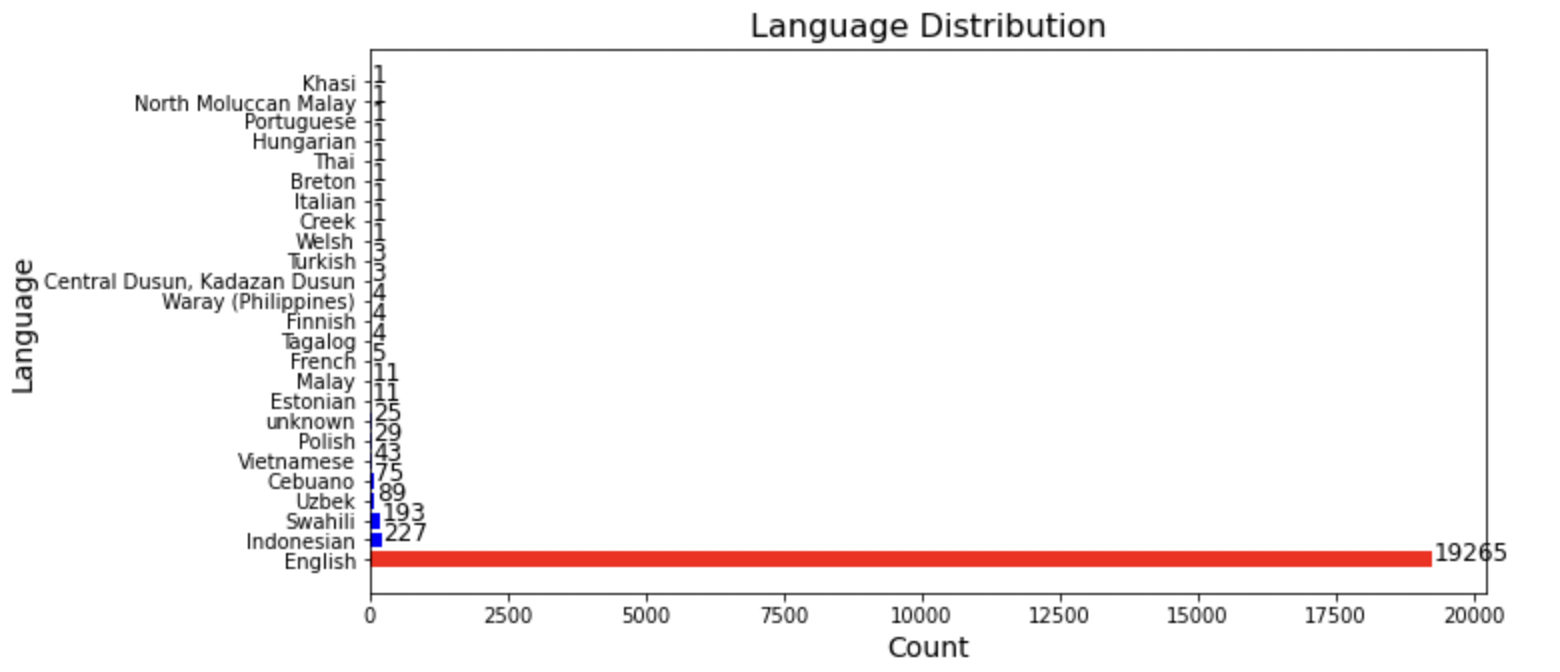 Language Distribution
Language
Khasi 1
North Moluccan Malay 1
Portuguese 1
Hungarian 1
Thai 1
Breton 1
Italian 1
Creek 1
Welsh 1
Turkish 3
Central Dusun, Kadazan Dusun 3
Waray (Philippines) 4
Finnish 4
Tagalog 4
French 5
Malay 11
Estonian 11
unknown 25
Polish 29
Vietnamese 43
Cebuano 75
Uzbek 89
Swahili 193
Indonesian 227
English 19265
0 2500 5000 7500 10000 12500 15000 17500 20000
Count